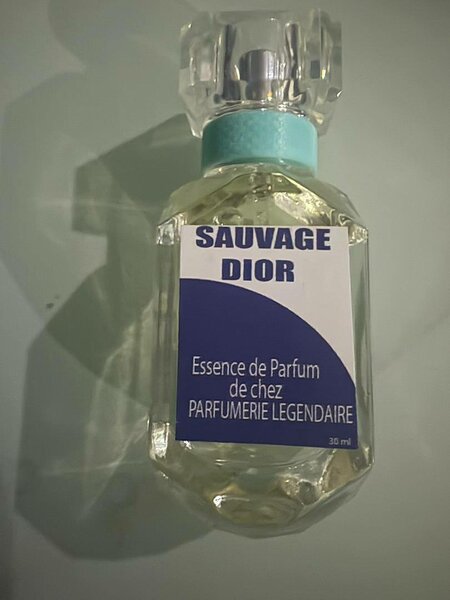 SAUVAGE
DIOR
Essence de Parfum
de chez
PARFUMERIE LEGENDAIRE
30 ml